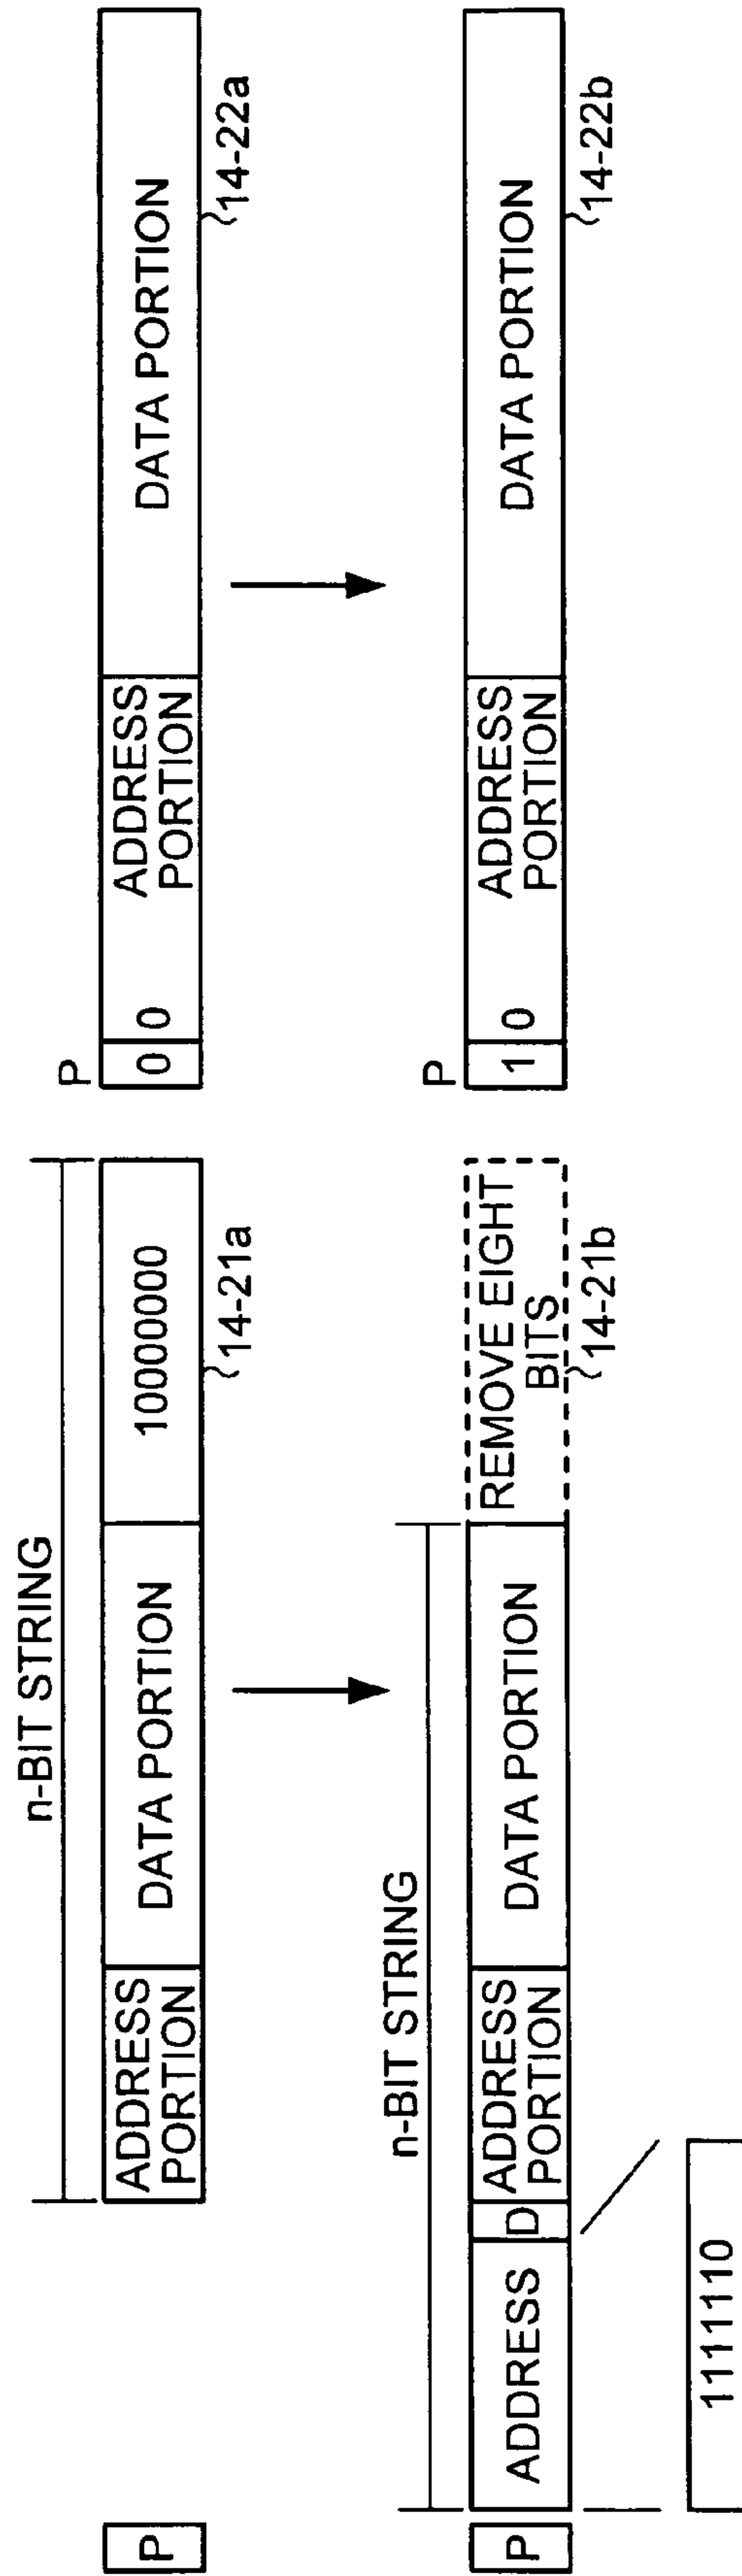 n-BIT STRING
P
ADDRESS
PORTION
DATA PORTION
10000000
14-21a
n-BIT STRING
P
ADDRESS
D
ADDRESS
PORTION
DATA PORTION
REMOVE EIGHT
BITS
14-21b
1111110
P
0
0
ADDRESS
PORTION
DATA PORTION
14-22a
P
1
0
ADDRESS
PORTION
DATA PORTION
14-22b